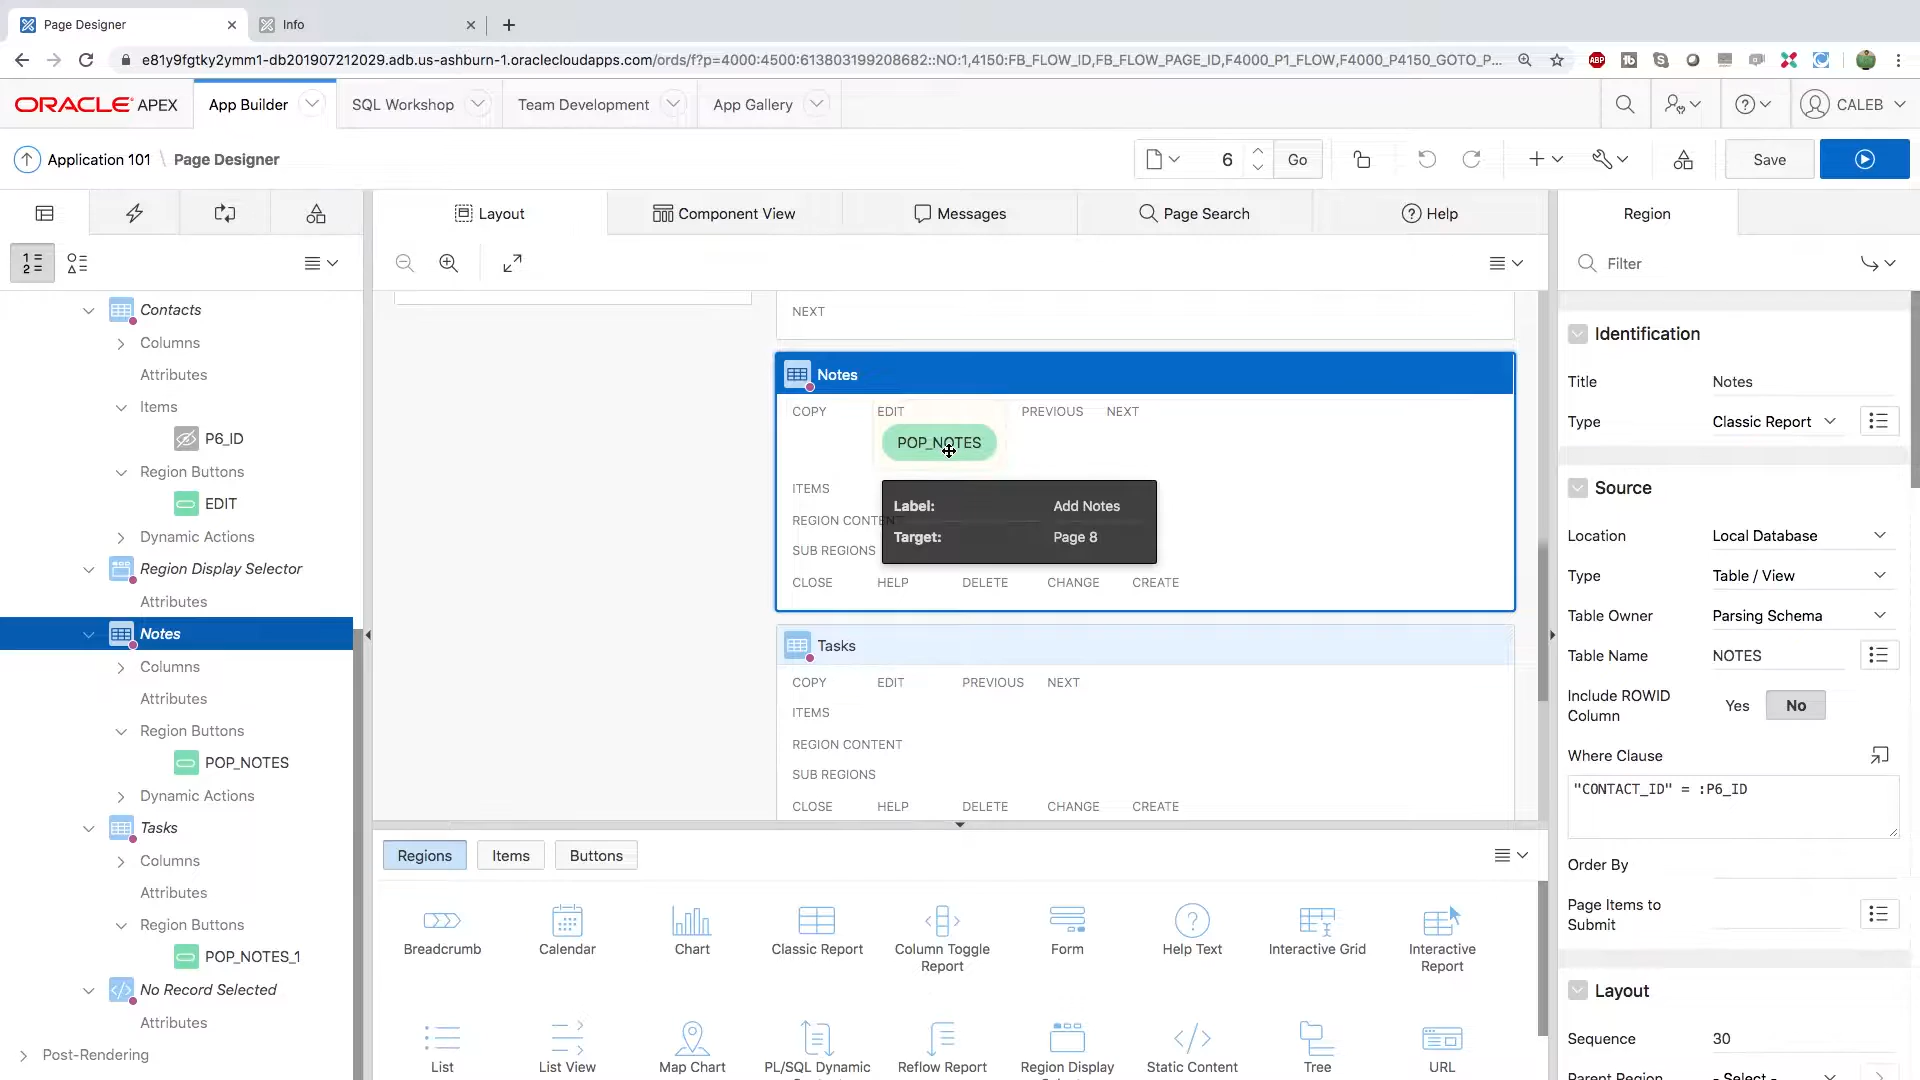 Page Designer
Info
e81y9fgtky2ymm1-db201907212029.adb.us-ashburn-1.oraclecloudapps.com/ords/f?p=4000:4500:613803199208682::NO:1,4150:FB_FLOW_ID,FB_FLOW_PAGE_ID,F4000_P1_FLOW,F4000_P4150_GOTO_P...
ABP
ORACLE APEX
App Builder
SQL Workshop
Team Development
App Gallery
CALEB
Application 101 \ Page Designer
6
Go
Save
Layout
Component View
Messages
Page Search
Help
Region
Filter
Contacts
Columns
Attributes
Items
P6_ID
Region Buttons
EDIT
Dynamic Actions
Region Display Selector
Attributes
Notes
Columns
Attributes
Region Buttons
POP_NOTES
Dynamic Actions
Tasks
Columns
Attributes
Region Buttons
POP_NOTES_1
No Record Selected
Attributes
Post-Rendering
NEXT
Notes
COPY EDIT PREVIOUS NEXT
POP_NOTES
ITEMS
REGION CONTENT
SUB REGIONS
Label: Add Notes
Target: Page 8
CLOSE HELP DELETE CHANGE CREATE
Tasks
COPY EDIT PREVIOUS NEXT
ITEMS
REGION CONTENT
SUB REGIONS
CLOSE HELP DELETE CHANGE CREATE
Regions
Items
Buttons
Breadcrumb
Calendar
Chart
Classic Report
Column Toggle
Report
Form
Help Text
Interactive Grid
Interactive
Report
List
List View
Map Chart
PL/SQL Dynamic
Reflow Report
Region Display
Static Content
Tree
URL
Identification
Title Notes
Type Classic Report
Source
Location Local Database
Type Table / View
Table Owner Parsing Schema
Table Name NOTES
Include ROWID
Column
Yes No
Where Clause
"CONTACT_ID" = :P6_ID
Order By
Page Items to
Submit
Layout
Sequence 30
Parent Region - Select -